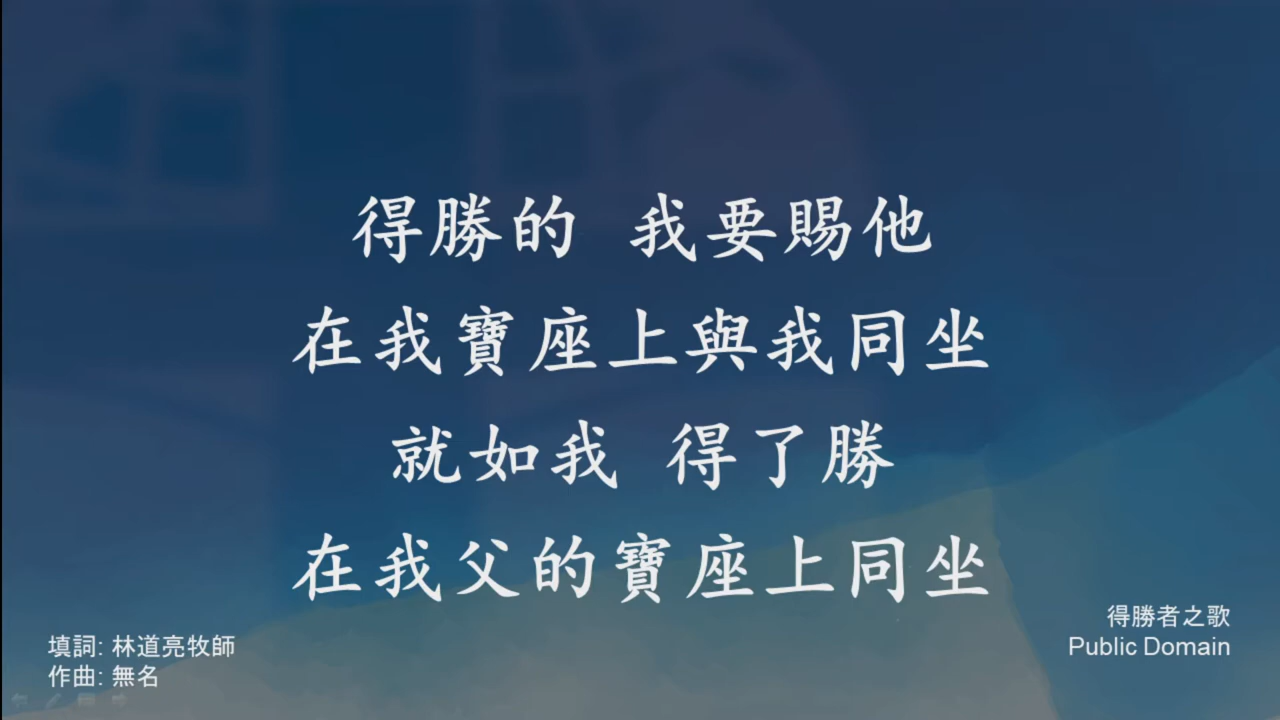 得勝的 我要賜他
在我寶座上與我同坐
就如我 得了勝
在我父的寶座上同坐
填詞: 林道亮牧師
作曲: 無名
得勝者之歌
Public Domain